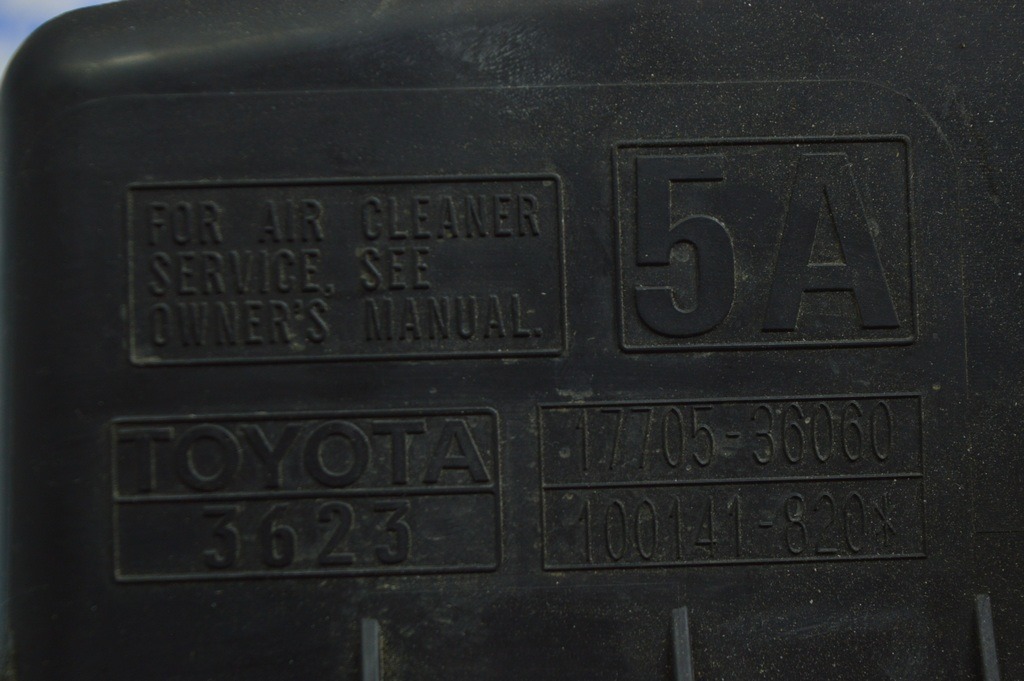 FOR AIR CLEANER
SERVICE, SEE
OWNER'S MANUAL.
5A
TOYOTA
3623
17705-36060
100141-820*